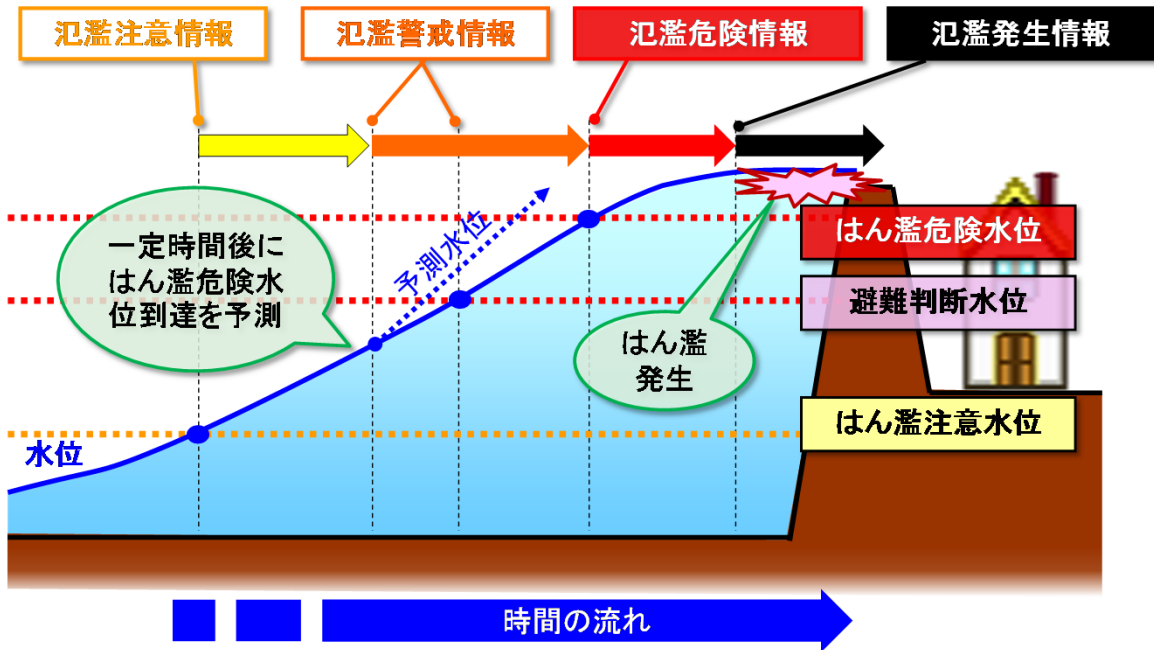 氾濫注意情報
氾濫警戒情報
氾濫危険情報
氾濫発生情報
一定時間後に
はん濫危険水
位到達を予測
予測水位
はん濫危険水位
避難判断水位
はん濫
発生
はん濫注意水位
水位
時間の流れ